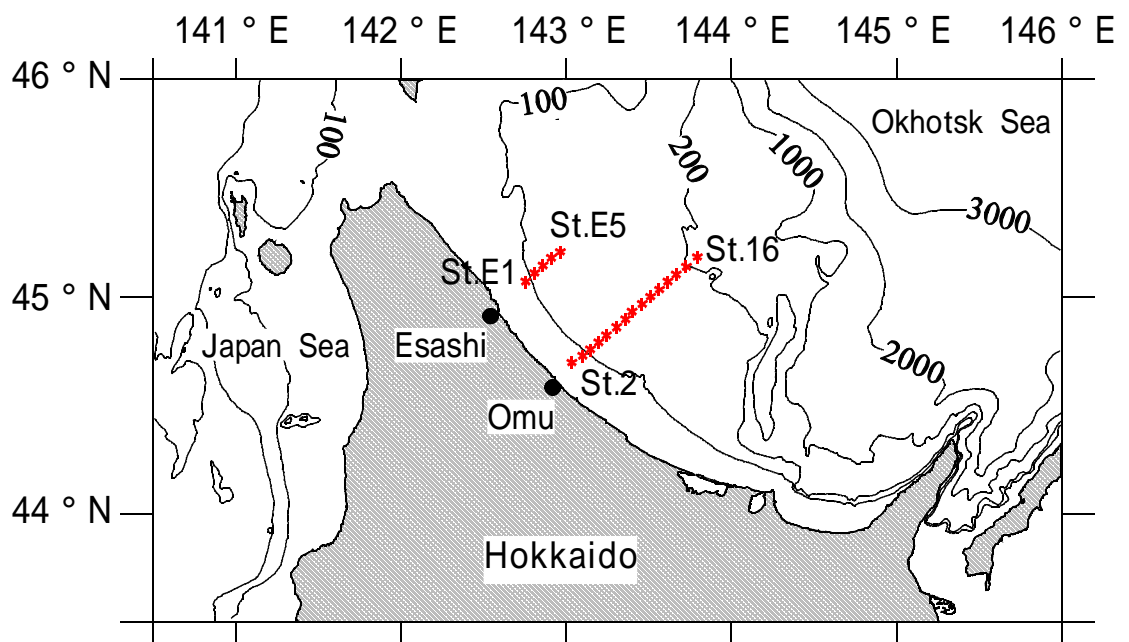 141 ° E 142 ° E 143 ° E 144 ° E 145 ° E 146 ° E
46 ° N
100
100
Okhotsk Sea
200
1000
3000
St.E5
St.16
St.E1
45 ° N
Japan Sea
Esashi
2000
St.2
Omu
44 ° N
Hokkaido